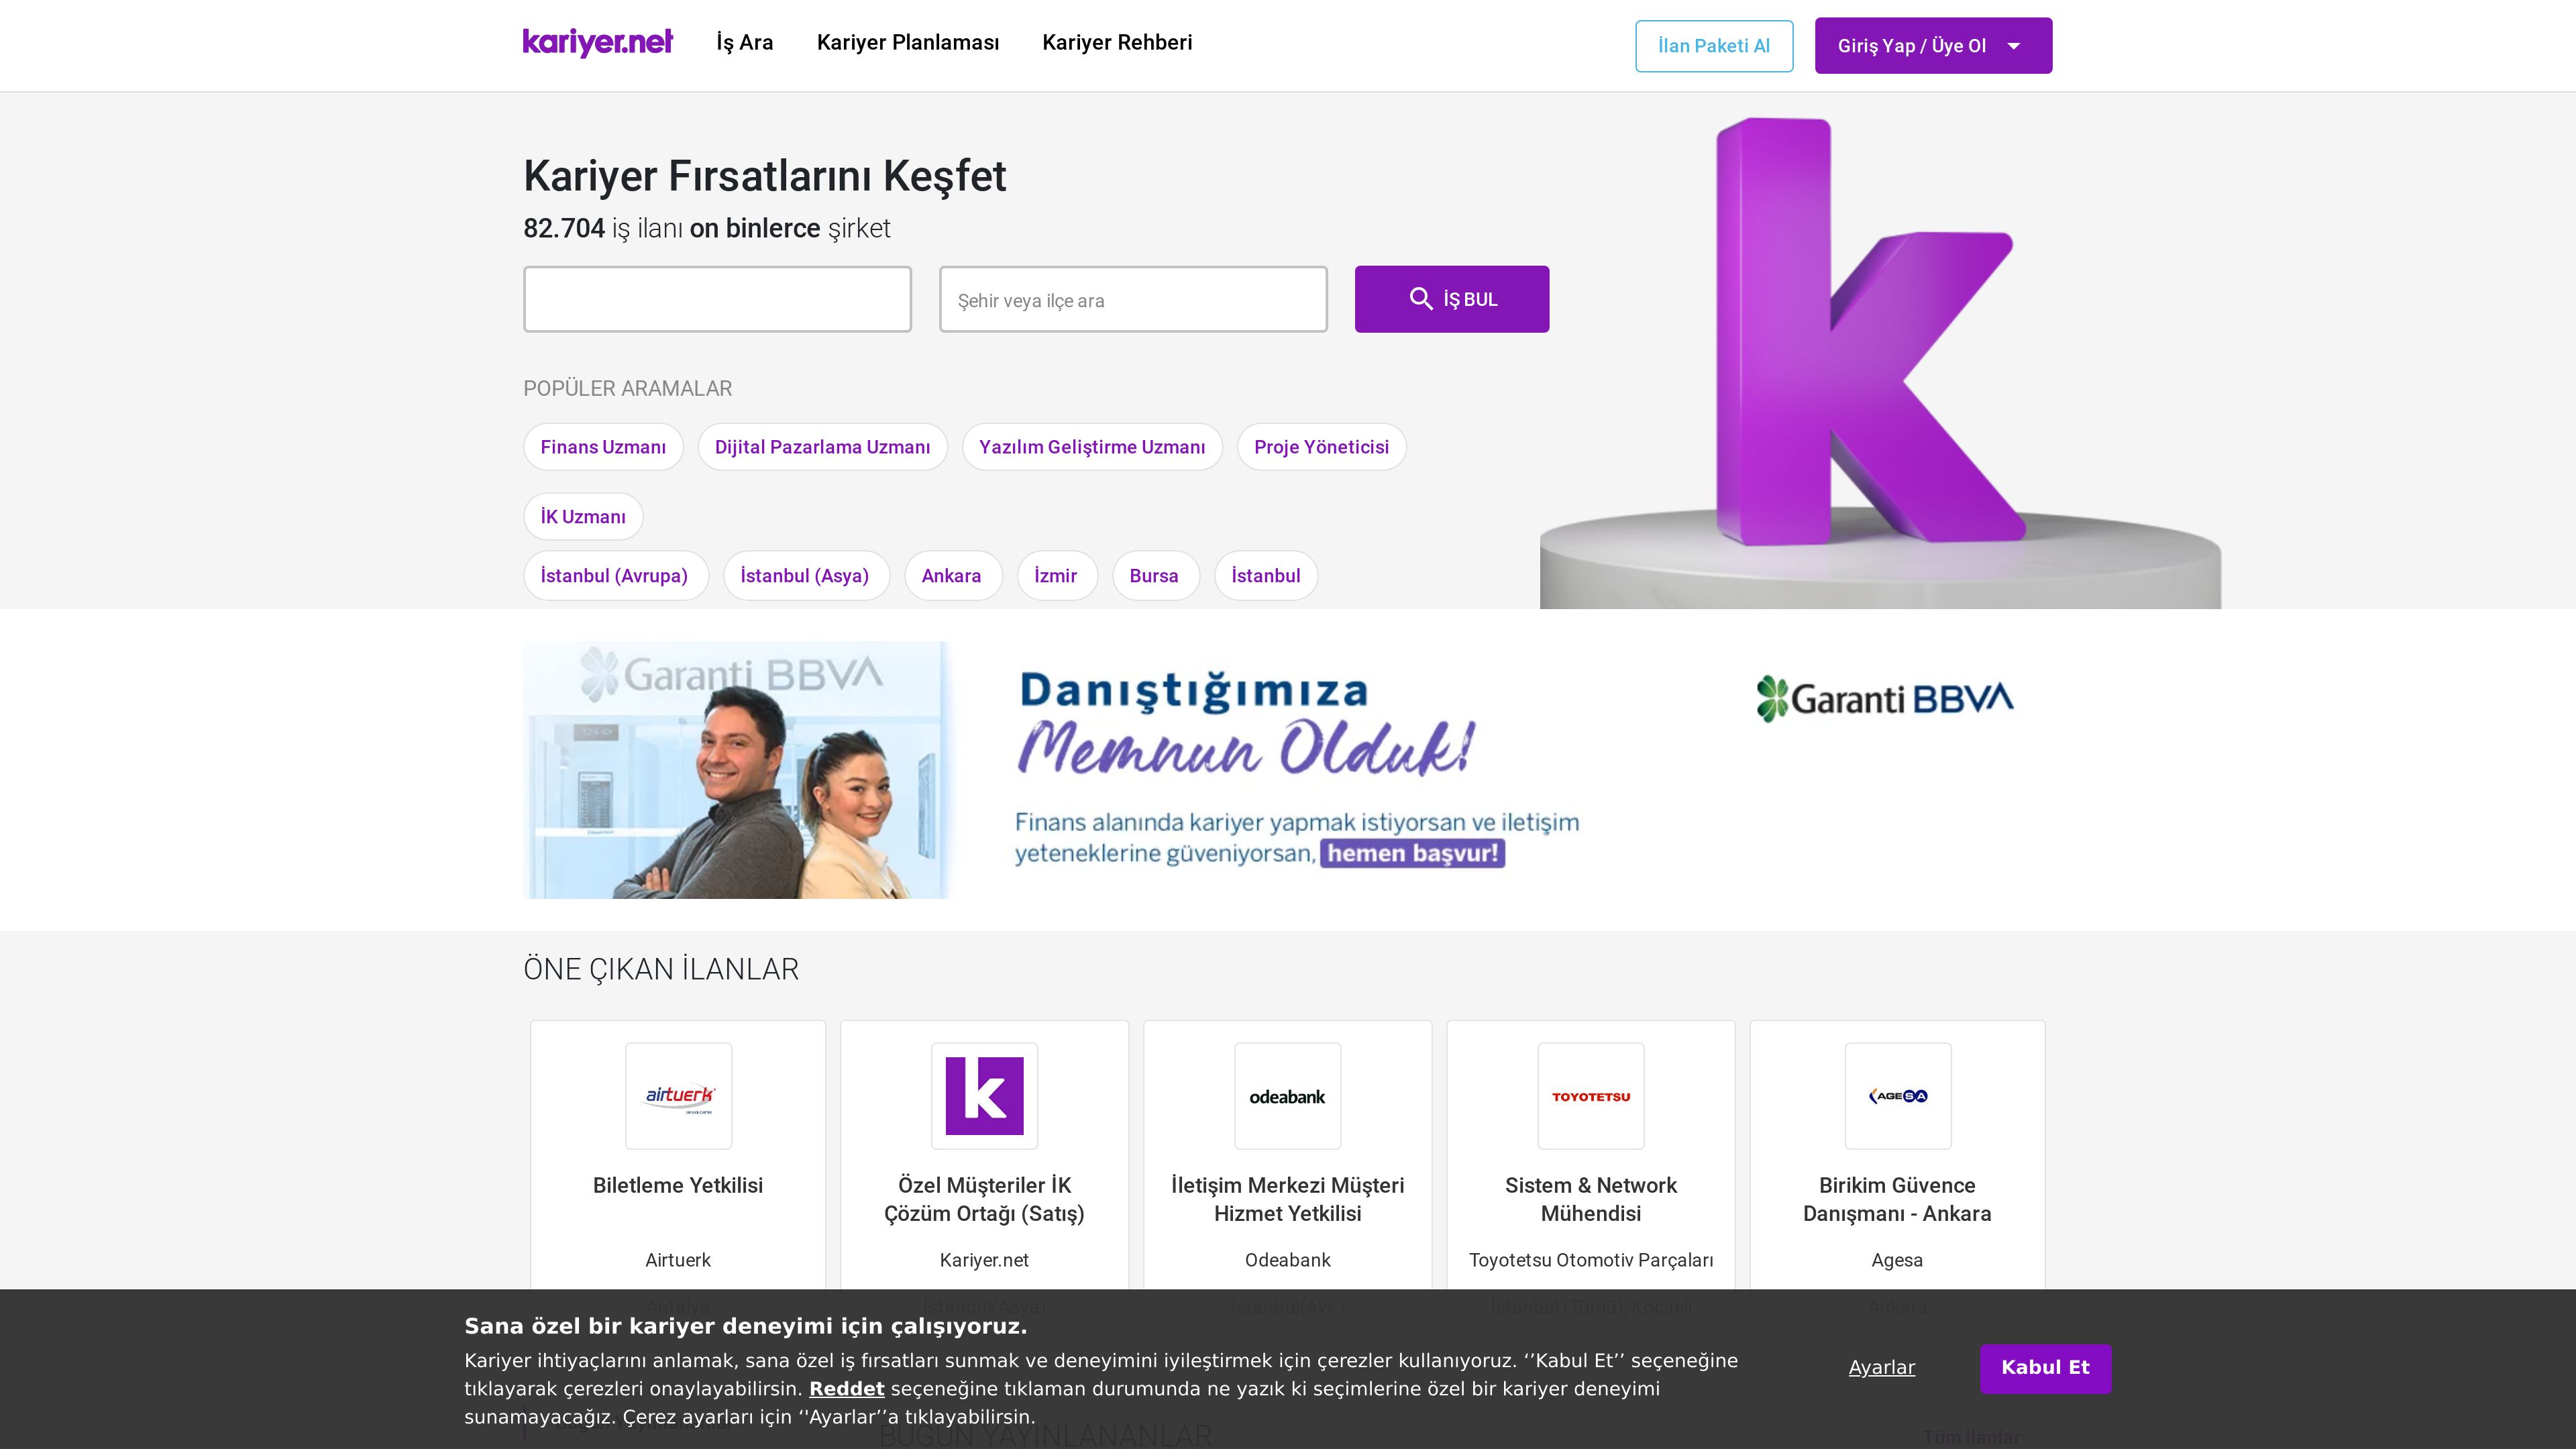 kariyer.net
İş Ara
Kariyer Planlaması
Kariyer Rehberi
İlan Paketi Al
Giriş Yap / Üye Ol
Kariyer Fırsatlarını Keşfet
82.704 iş ilanı on binlerce şirket
Şehir veya ilçe ara
İŞ BUL
POPÜLER ARAMALAR
Finans Uzmanı
Dijital Pazarlama Uzmanı
Yazılım Geliştirme Uzmanı
Proje Yöneticisi
İK Uzmanı
İstanbul (Avrupa)
İstanbul (Asya)
Ankara
İzmir
Bursa
İstanbul
Garanti BBVA
Danıştığımıza
Memnun Olduk!
Finans alanında kariyer yapmak istiyorsan ve iletişim
yeteneklerine güveniyorsan, hemen başvur!
Garanti BBVA
ÖNE ÇIKAN İLANLAR
airtuerk
Biletleme Yetkilisi
Airtuerk
Antalya
k
Özel Müşteriler İK
Çözüm Ortağı (Satış)
Kariyer.net
İstanbul(Asya)
odeabank
İletişim Merkezi Müşteri
Hizmet Yetkilisi
Odeabank
İstanbul(Avr.)
TOYOTETSU
Sistem & Network
Mühendisi
Toyotetsu Otomotiv Parçaları
İstanbul (Tümü), Kocaeli
AGESA
Birikim Güvence
Danışmanı - Ankara
Agesa
Ankara
Sana özel bir kariyer deneyimi için çalışıyoruz.
Kariyer ihtiyaçlarını anlamak, sana özel iş fırsatları sunmak ve deneyimini iyileştirmek için çerezler kullanıyoruz. ‘’Kabul Et’’ seçeneğine
tıklayarak çerezleri onaylayabilirsin. Reddet seçeneğine tıklaman durumunda ne yazık ki seçimlerine özel bir kariyer deneyimi
sunamayacağız. Çerez ayarları için ‘'Ayarlar’’a tıklayabilirsin.
Ayarlar
Kabul Et
BUGÜN YAYINLANANLAR
Tüm İlanlar